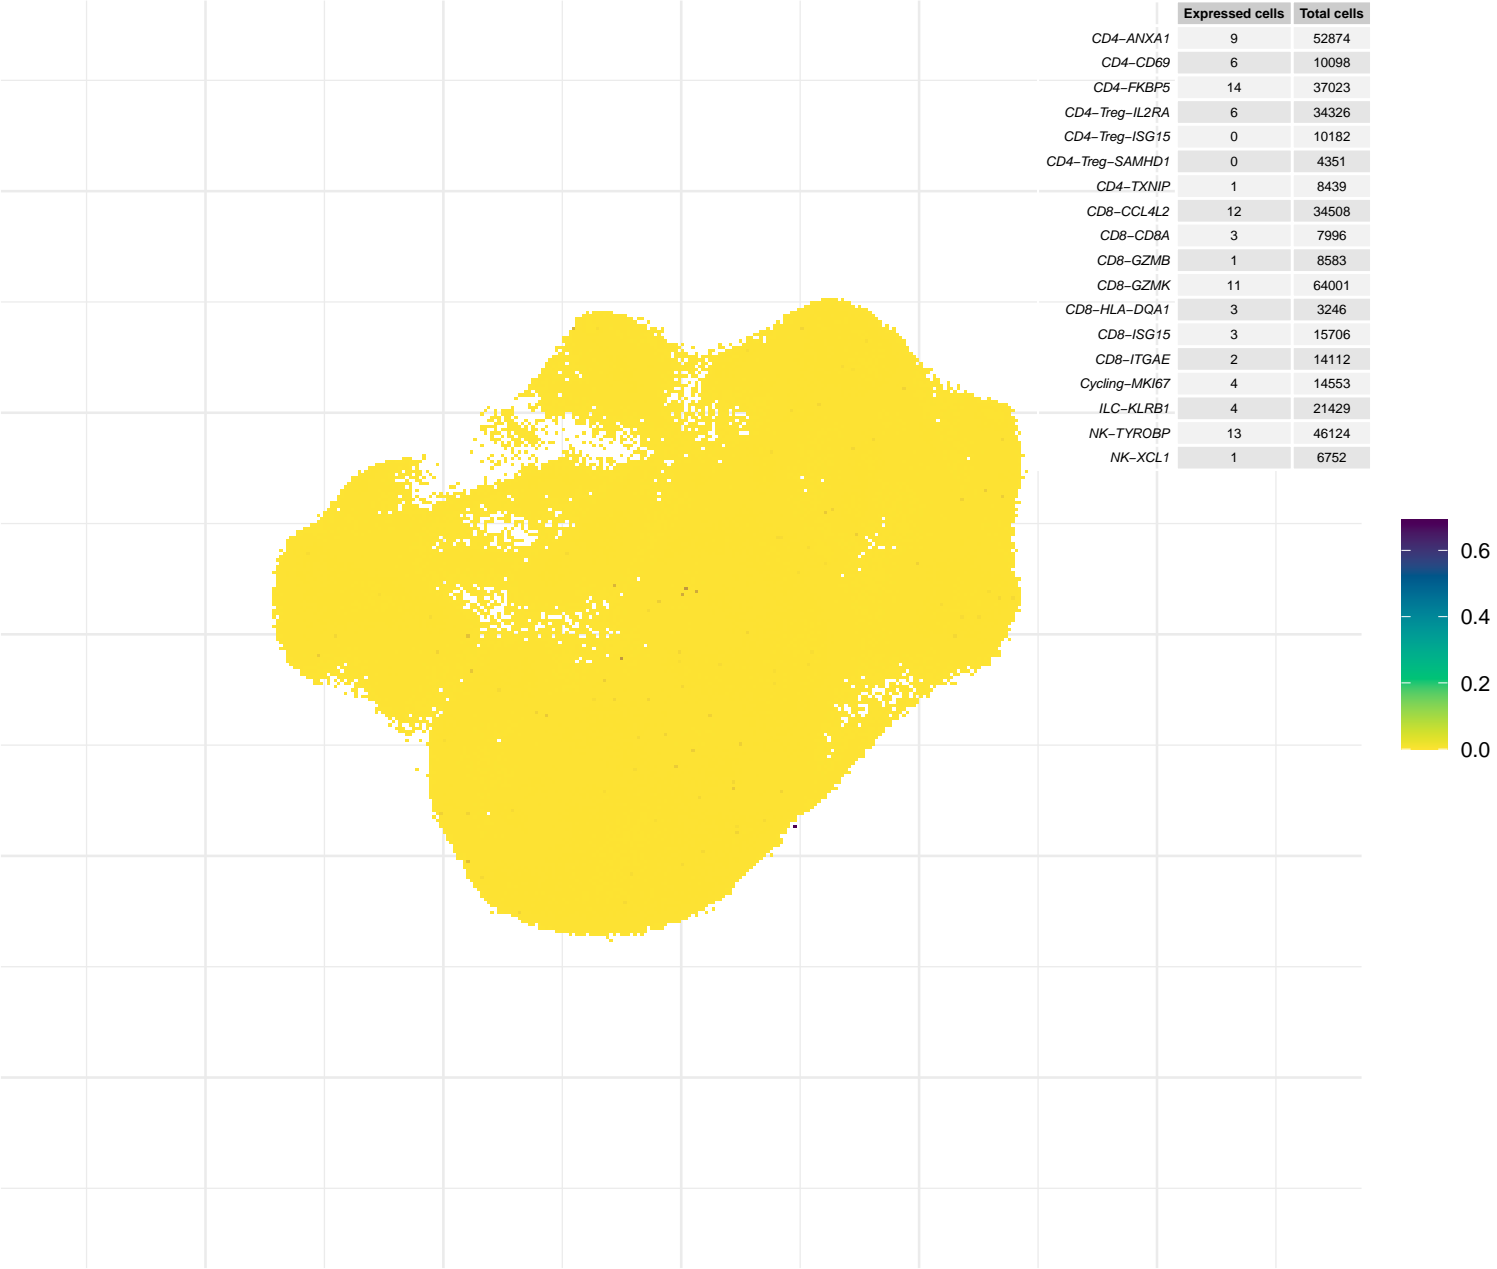 Expressed cells Total cells
CD4−ANXA1 9 52874
CD4−CD69 6 10098
CD4−FKBP5 14 37023
CD4−Treg−IL2RA 6 34326
CD4−Treg−ISG15 0 10182
CD4−Treg−SAMHD1 0 4351
CD4−TXNIP 1 8439
CD8−CCL4L2 12 34508
CD8−CD8A 3 7996
CD8−GZMB 1 8583
CD8−GZMK 11 64001
CD8−HLA−DQA1 3 3246
CD8−ISG15 3 15706
CD8−ITGAE 2 14112
Cycling−MKI67 4 14553
ILC−KLRB1 4 21429
NK−TYROBP 13 46124
NK−XCL1 1 6752
0.6
0.4
0.2
0.0